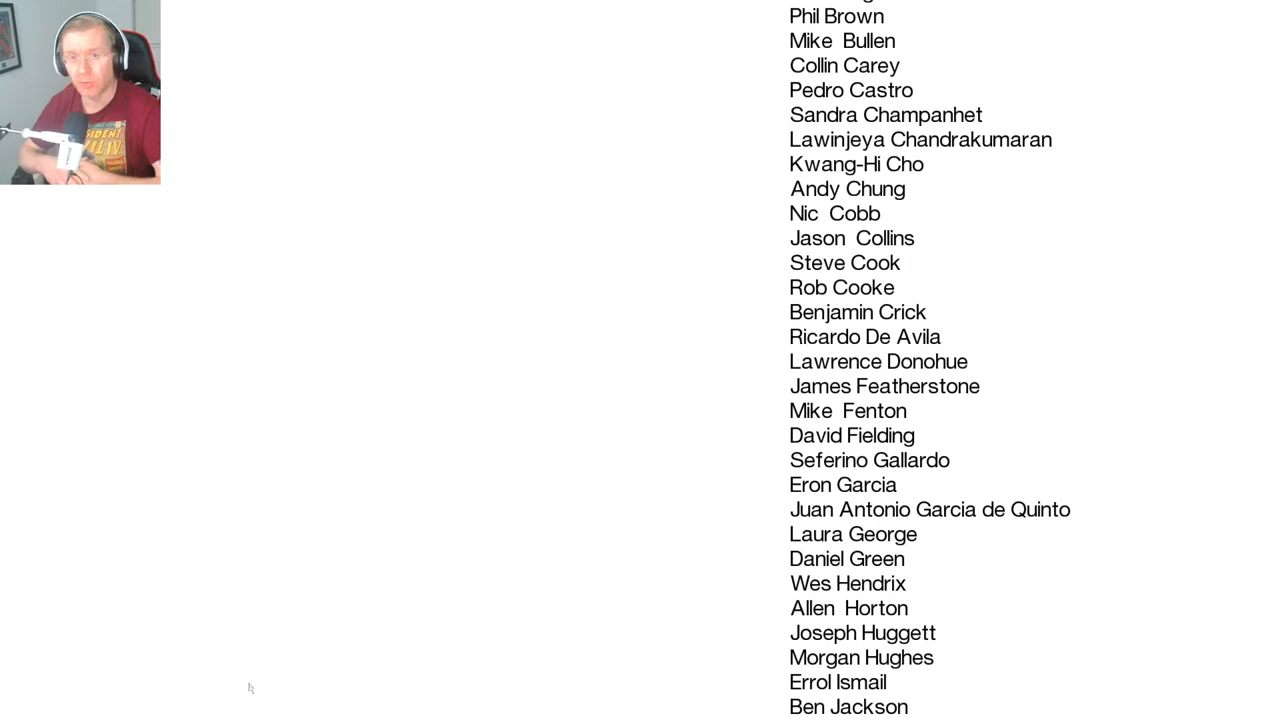 SIDENT
VIL IV
Phil Brown
Mike  Bullen
Collin Carey
Pedro Castro
Sandra Champanhet
Lawinjeya Chandrakumaran
Kwang-Hi Cho
Andy Chung
Nic  Cobb
Jason  Collins
Steve Cook
Rob Cooke
Benjamin Crick
Ricardo De Avila
Lawrence Donohue
James Featherstone
Mike  Fenton
David Fielding
Seferino Gallardo
Eron Garcia
Juan Antonio Garcia de Quinto
Laura George
Daniel Green
Wes Hendrix
Allen  Horton
Joseph Huggett
Morgan Hughes
Errol Ismail
Ben Jackson